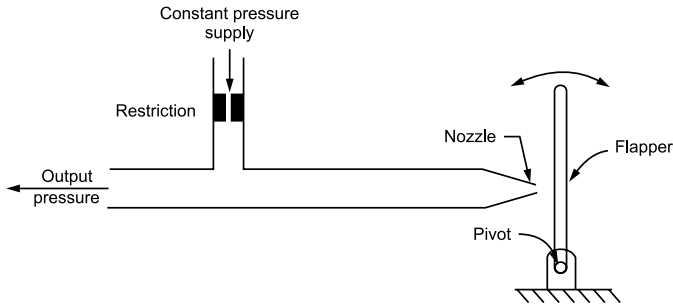 Constant pressure
supply
Restriction
Nozzle
Flapper
Output
pressure
Pivot